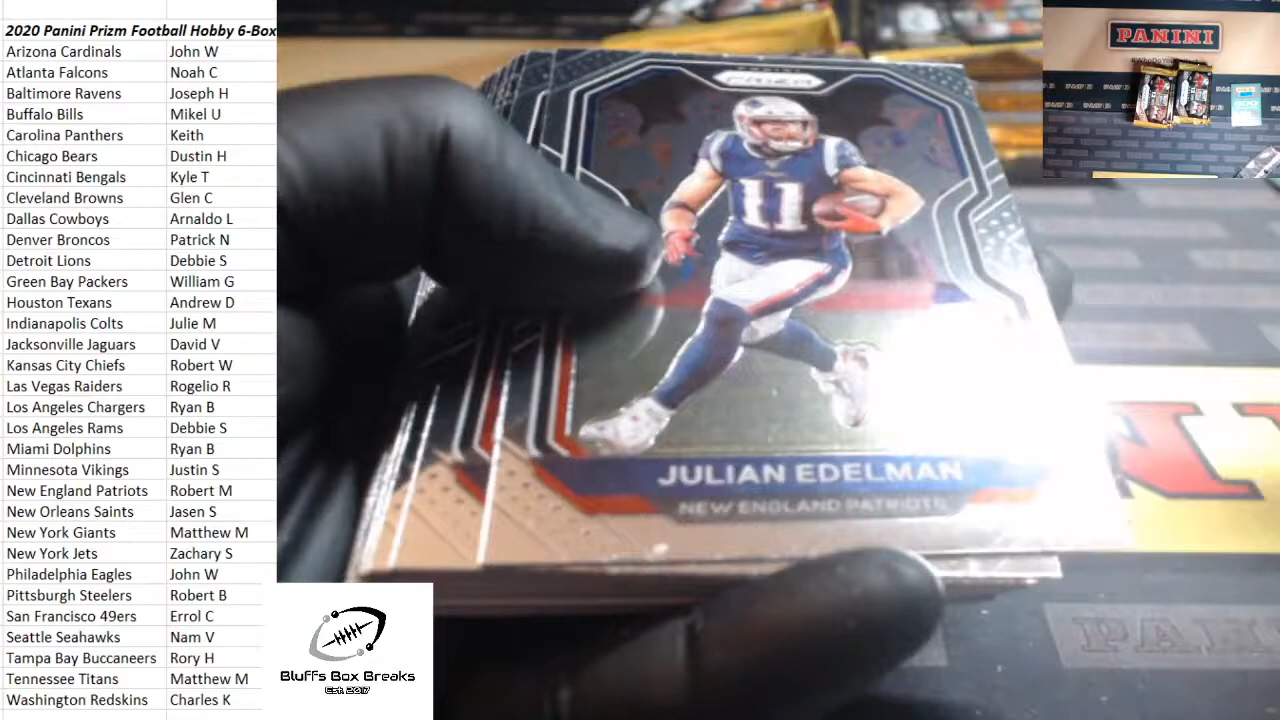 2020 Panini Prizm Football Hobby 6-Box
Arizona Cardinals John W
Atlanta Falcons Noah C
Baltimore Ravens Joseph H
Buffalo Bills Mikel U
Carolina Panthers Keith
Chicago Bears Dustin H
Cincinnati Bengals Kyle T
Cleveland Browns Glen C
Dallas Cowboys Arnaldo L
Denver Broncos Patrick N
Detroit Lions Debbie S
Green Bay Packers William G
Houston Texans Andrew D
Indianapolis Colts Julie M
Jacksonville Jaguars David V
Kansas City Chiefs Robert W
Las Vegas Raiders Rogelio R
Los Angeles Chargers Ryan B
Los Angeles Rams Debbie S
Miami Dolphins Ryan B
Minnesota Vikings Justin S
New England Patriots Robert M
New Orleans Saints Jasen S
New York Giants Matthew M
New York Jets Zachary S
Philadelphia Eagles John W
Pittsburgh Steelers Robert B
San Francisco 49ers Errol C
Seattle Seahawks Nam V
Tampa Bay Buccaneers Rory H
Tennessee Titans Matthew M
Washington Redskins Charles K
PANINI
PRIZM
11
JULIAN EDELMAN
NEW ENGLAND PATRIOTS
Bluffs Box Breaks
Est. 2017
PANINI
PANI